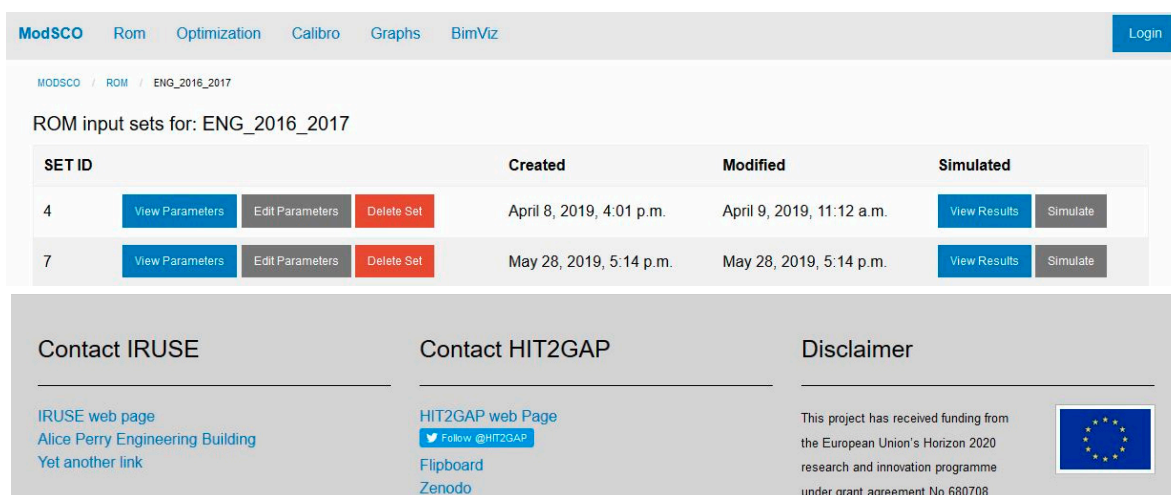 ModSCO Rom Optimization Calibro Graphs BimViz Login
MODSCO / ROM / ENG_2016_2017
ROM input sets for: ENG_2016_2017
SET ID Created Modified Simulated
4 View Parameters Edit Parameters Delete Set April 8, 2019, 4:01 p.m. April 9, 2019, 11:12 a.m. View Results Simulate
7 View Parameters Edit Parameters Delete Set May 28, 2019, 5:14 p.m. May 28, 2019, 5:14 p.m. View Results Simulate
Contact IRUSE
IRUSE web page
Alice Perry Engineering Building
Yet another link
Contact HIT2GAP
HIT2GAP web Page
Follow @HIT2GAP
Flipboard
Zenodo
Disclaimer
This project has received funding from
the European Union's Horizon 2020
research and innovation programme
under grant agreement No 680708